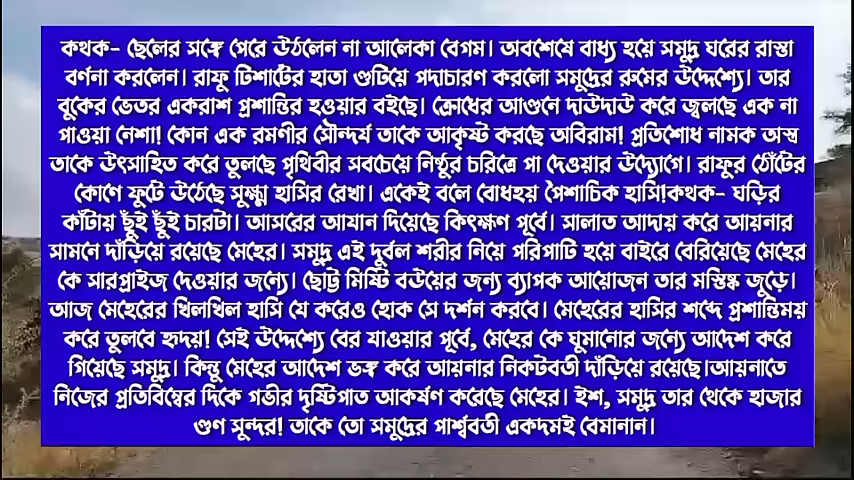 কথক- ছেলের সঙ্গে পেরে উঠলেন না আলেকা বেগম। অবশেষে বাধ্য হয়ে সমুদ্র ঘরের রাস্তা
বর্ণনা করলেন। রাফু টিশার্টের হাতা গুটিয়ে পদাচারণ করলো সমুদ্রের রুমের উদ্দেশ্যে। তার
বুকের ভেতর একরাশ প্রশান্তির হওয়ার বইছে। ক্রোধের আগুনে দাউদাউ করে জ্বলছে এক না
পাওয়া নেশা! কোন এক রমণীর সৌন্দর্য তাকে আকৃষ্ট করছে অবিরাম! প্রতিশোধ নামক অস্ত্র
তাকে উৎসাহিত করে তুলছে পৃথিবীর সবচেয়ে নিষ্ঠুর চরিত্রে পা দেওয়ার উদ্যোগে। রাফুর ঠোঁটের
কোণে ফুটে উঠেছে সুক্ষ্ম হাসির রেখা। একেই বলে বোধহয় পৈশাচিক হাসি!কথক- ঘড়ির
কাঁটায় ছুঁই ছুঁই চারটা। আসরের আযান দিয়েছে কিৎক্ষণ পূর্বে। সালাত আদায় করে আয়নার
সামনে দাঁড়িয়ে রয়েছে মেহের। সমুদ্র এই দুর্বল শরীর নিয়ে পরিপাটি হয়ে বাইরে বেরিয়েছে মেহের
কে সারপ্রাইজ দেওয়ার জন্যে। ছোট্ট মিষ্টি বউয়ের জন্য ব্যাপক আয়োজন তার মস্তিষ্ক জুড়ে।
আজ মেহেরের খিলখিল হাসি যে করেও হোক সে দর্শন করবে। মেহেরের হাসির শব্দে প্রশান্তিময়
করে তুলবে হৃদয়! সেই উদ্দেশ্যে বের যাওয়ার পূর্বে, মেহের কে ঘুমানোর জন্যে আদেশ করে
গিয়েছে সমুদ্র। কিন্তু মেহের আদেশ ভঙ্গ করে আয়নার নিকটবর্তী দাঁড়িয়ে রয়েছে।আয়নাতে
নিজের প্রতিবিম্বের দিকে গভীর দৃষ্টিপাত আকর্ষণ করেছে মেহের। ইশ, সমুদ্র তার থেকে হাজার
গুণ সুন্দর! তাকে তো সমুদ্রের পার্শ্ববর্তী একদমই বেমানান।